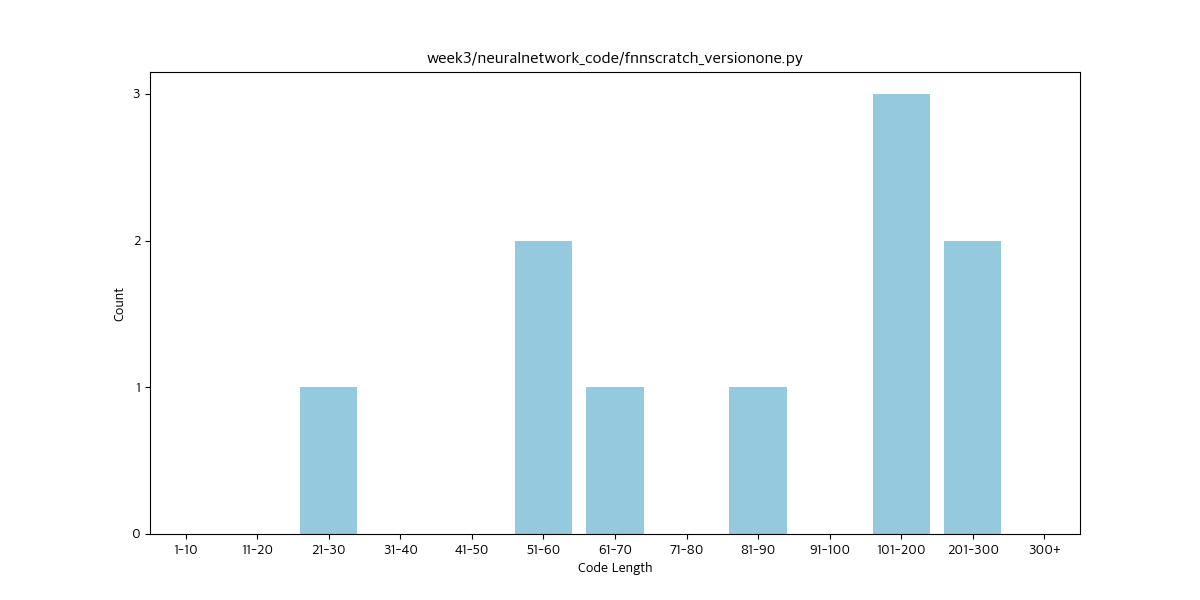 week3/neuralnetwork_code/fnnscratch_versionone.py
3
2
1
0
Count
1-10 11-20 21-30 31-40 41-50 51-60 61-70 71-80 81-90 91-100 101-200 201-300 300+
Code Length